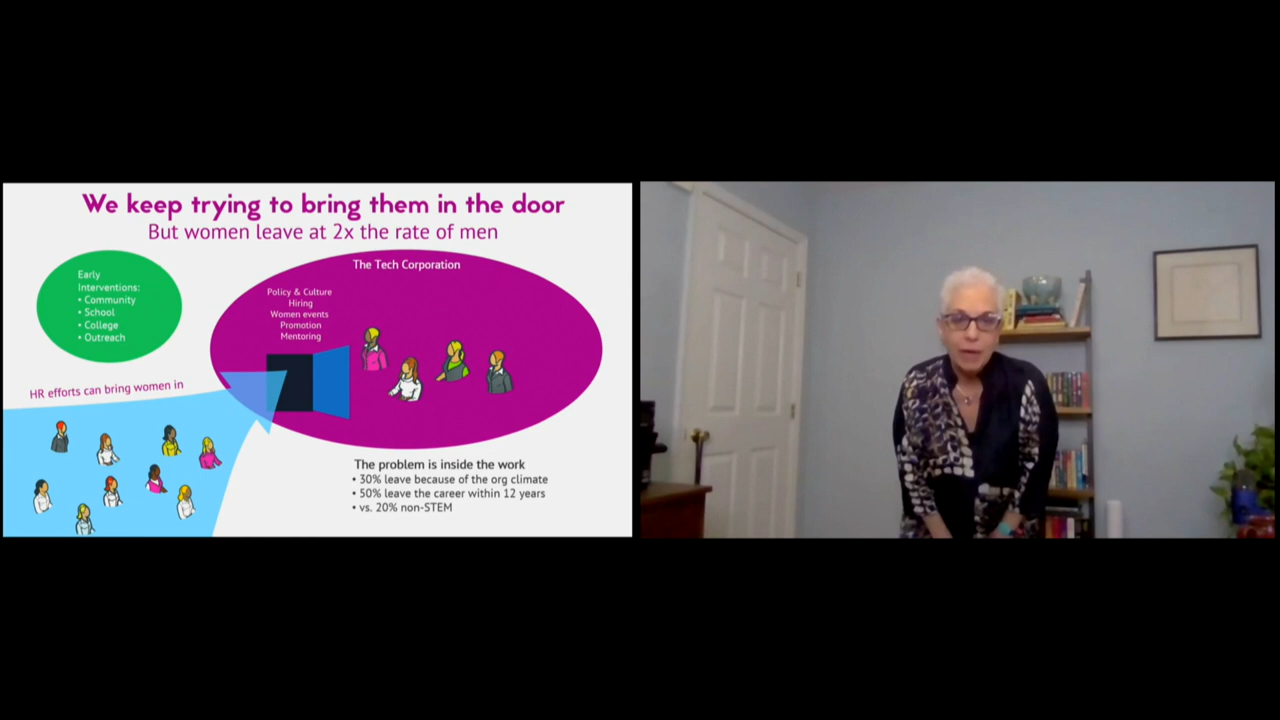 We keep trying to bring them in the door
But women leave at 2x the rate of men
Early
Interventions:
• Community
• School
• College
• Outreach
The Tech Corporation
Policy & Culture
Hiring
Women events
Promotion
Mentoring
HR efforts can bring women in
The problem is inside the work
• 30% leave because of the org climate
• 50% leave the career within 12 years
• vs. 20% non-STEM